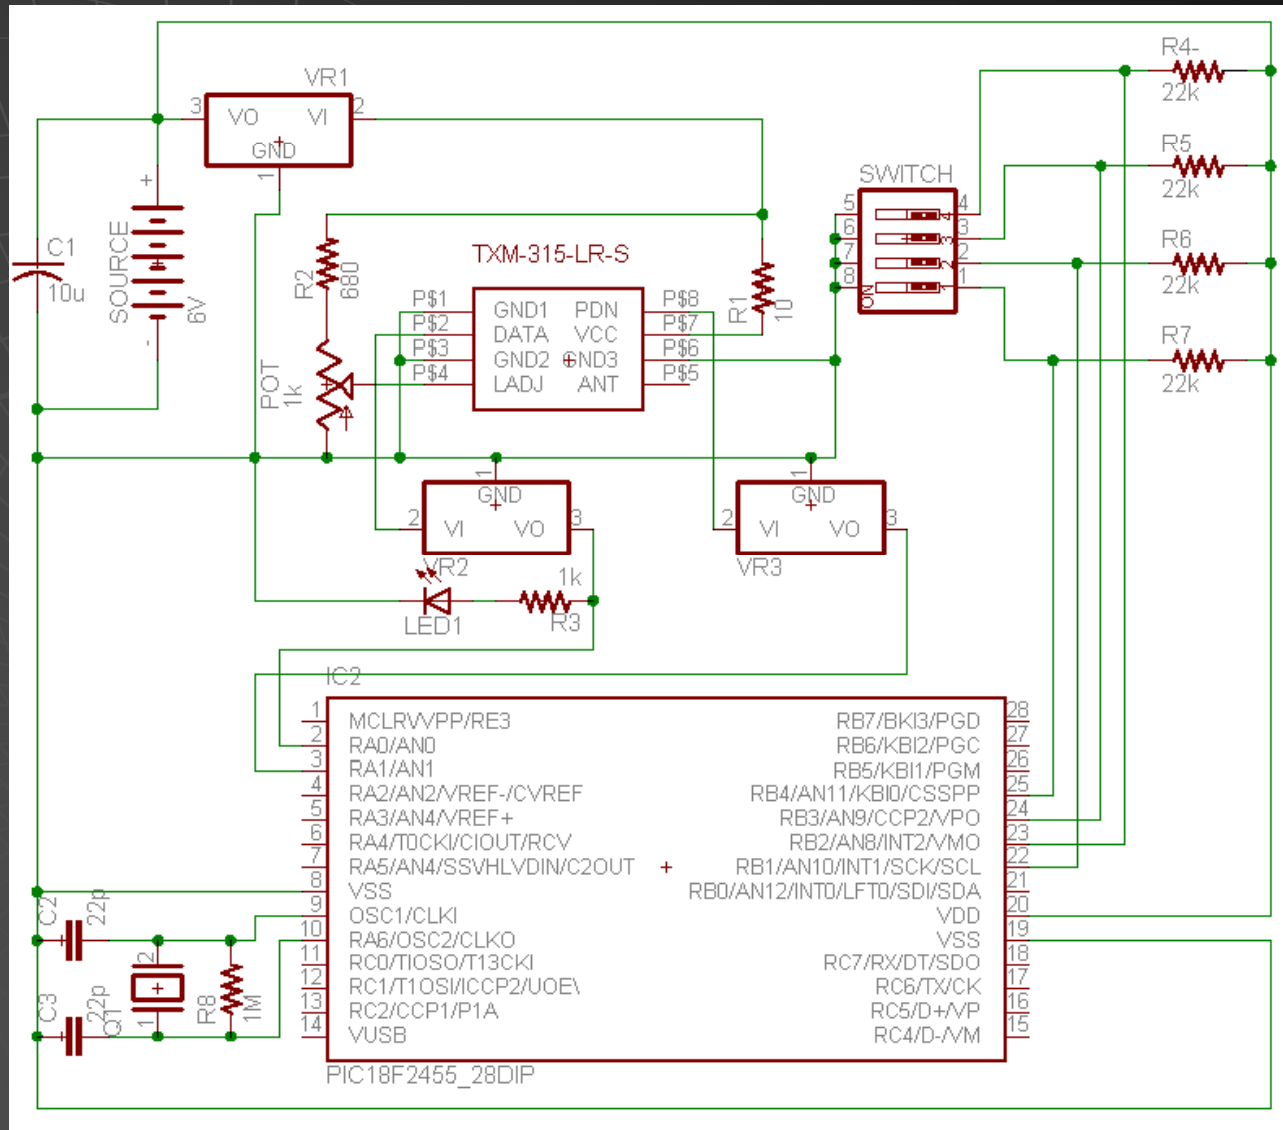 R4-
22k
VR1
3
VO
VI
2
GND
1
+
SOURCE
6V
-
C1
10u
R5
22k
SWITCH
5
6
7
8
4
3
2
1
4
3
2
1
ON
R6
22k
R7
22k
R2
680
POT
1k
TXM-315-LR-S
P$1
GND1
PDN
P$8
P$2
DATA
VCC
P$7
P$3
GND2
GND3
P$6
P$4
LADJ
ANT
P$5
R1
10
1
GND
2
VI
VO
3
VR2
1
GND
2
VI
VO
3
VR3
1k
R3
LED1
IC2
1
MCLR/VPP/RE3
RB7/BKI3/PGD
28
2
RA0/AN0
RB6/KBI2/PGC
27
3
RA1/AN1
RB5/KBI1/PGM
26
4
RA2/AN2/VREF-/CVREF
RB4/AN11/KBI0/CSSPP
25
5
RA3/AN4/VREF+
RB3/AN9/CCP2/VPO
24
6
RA4/T0CKI/CIOUT/RCV
RB2/AN8/INT2/VMO
23
7
RA5/AN4/SSVHLVDIN/C2OUT
RB1/AN10/INT1/SCK/SCL
22
8
VSS
RB0/AN12/INT0/LFT0/SDI/SDA
21
9
OSC1/CLKI
VDD
20
10
RA6/OSC2/CLKO
VSS
19
11
RC0/TIOSO/T13CKI
RC7/RX/DT/SDO
18
12
RC1/T1OSI/ICCP2/UOE\
RC6/TX/CK
17
13
RC2/CCP1/P1A
RC5/D+/VP
16
14
VUSB
RC4/D-/VM
15
PIC18F2455_28DIP
C2
22p
C3
22p
Q1
2
1
R8
1M